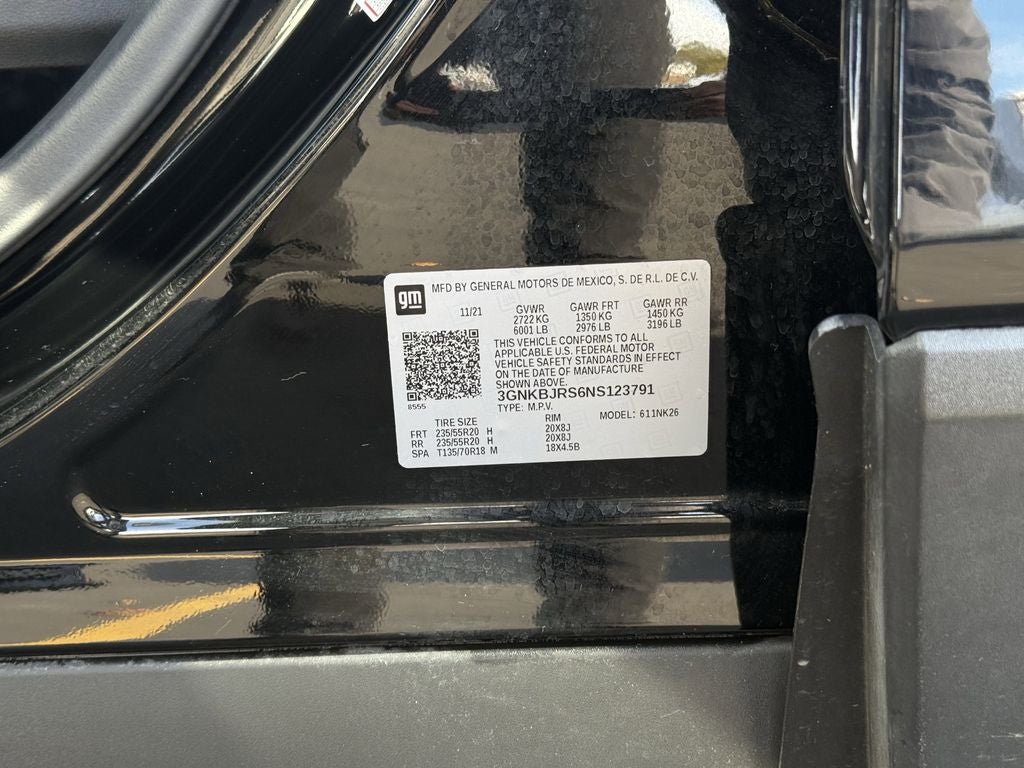 gm
MFD BY GENERAL MOTORS DE MEXICO, S. DE R.L. DE C.V.
11/21 GVWR GAWR FRT GAWR RR
2722 KG 1350 KG 1450 KG
6001 LB 2976 LB 3196 LB
THIS VEHICLE CONFORMS TO ALL
APPLICABLE U.S. FEDERAL MOTOR
VEHICLE SAFETY STANDARDS IN EFFECT
ON THE DATE OF MANUFACTURE
SHOWN ABOVE.
8555
3GNKBJRS6NS123791
TYPE: M.P.V. MODEL: 611NK26
TIRE SIZE RIM
FRT 235/55R20 H 20X8J
RR 235/55R20 H 20X8J
SPA T135/70R18 M 18X4.5B